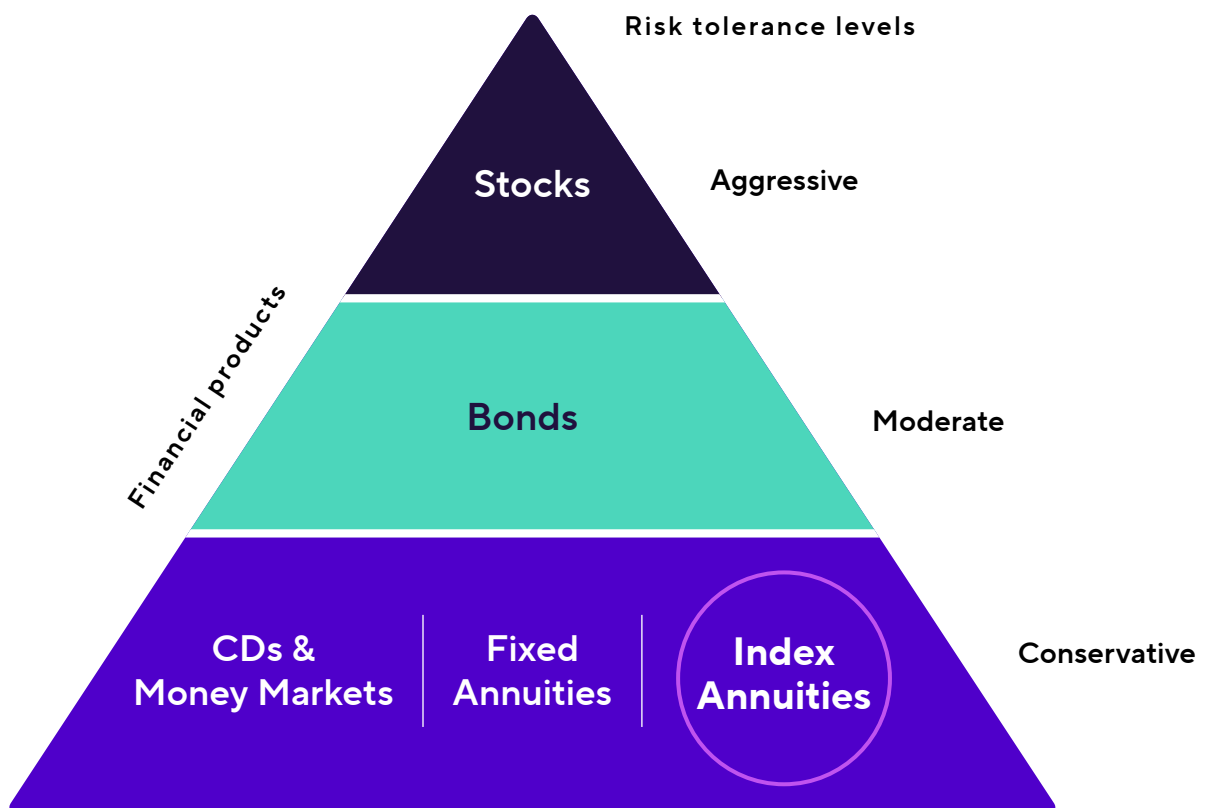 Risk tolerance levels
Stocks
Aggressive
Financial products
Bonds
Moderate
CDs &
Money Markets
Fixed
Annuities
Index
Annuities
Conservative